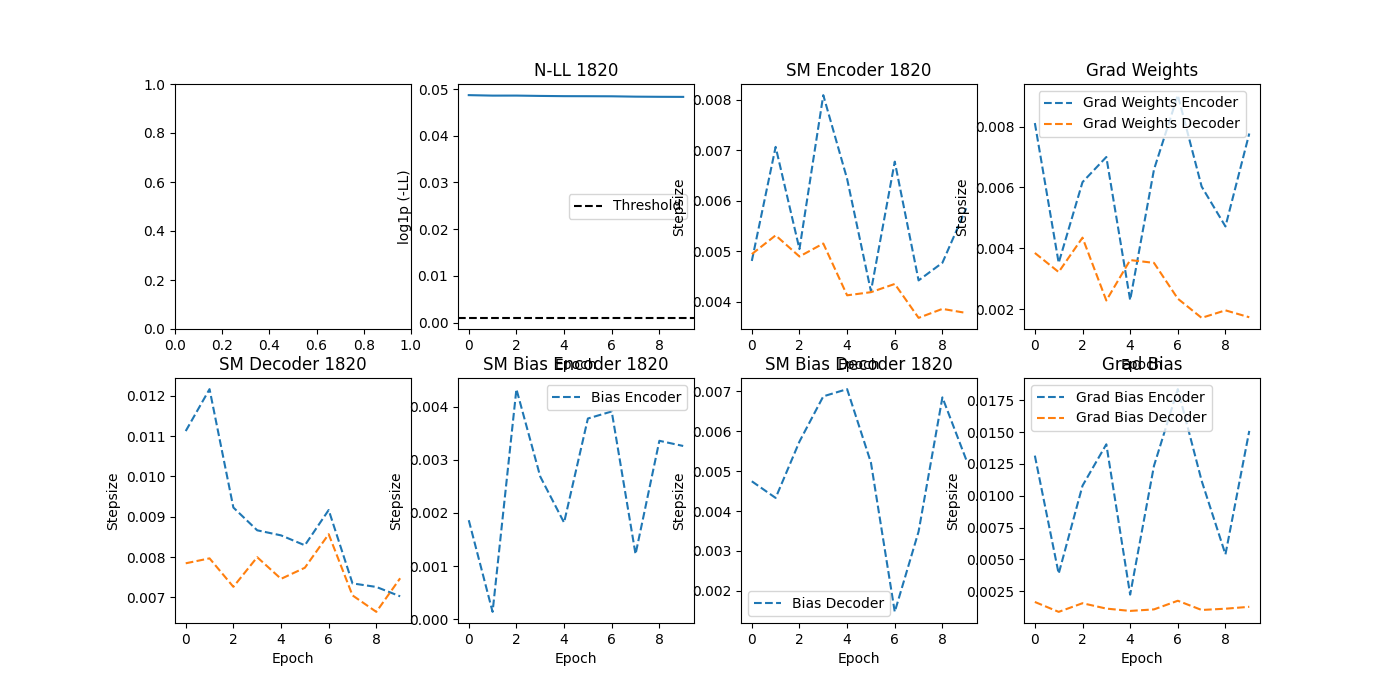 N-LL 1820
SM Encoder 1820
Grad Weights
1.0
0.8
0.6
0.4
0.2
0.0
0.0 0.2 0.4 0.6 0.8 1.0
log1p (-LL)
0.05
0.04
0.03
0.02
0.01
0.00
Threshold
0 2 4 6 8
Epoch
Stepsize
0.008
0.007
0.006
0.005
0.004
0 2 4 6 8
Epoch
Stepsize
0.008
0.006
0.004
0.002
Grad Weights Encoder
Grad Weights Decoder
0 2 4 6 8
Epoch
SM Decoder 1820
SM Bias Encoder 1820
SM Bias Decoder 1820
Grad Bias
Stepsize
0.012
0.011
0.010
0.009
0.008
0.007
0 2 4 6 8
Epoch
Stepsize
0.004
0.003
0.002
0.001
0.000
Bias Encoder
0 2 4 6 8
Epoch
Stepsize
0.007
0.006
0.005
0.004
0.003
0.002
Bias Decoder
0 2 4 6 8
Epoch
Stepsize
0.0175
0.0150
0.0125
0.0100
0.0075
0.0050
0.0025
Grad Bias Encoder
Grad Bias Decoder
0 2 4 6 8
Epoch